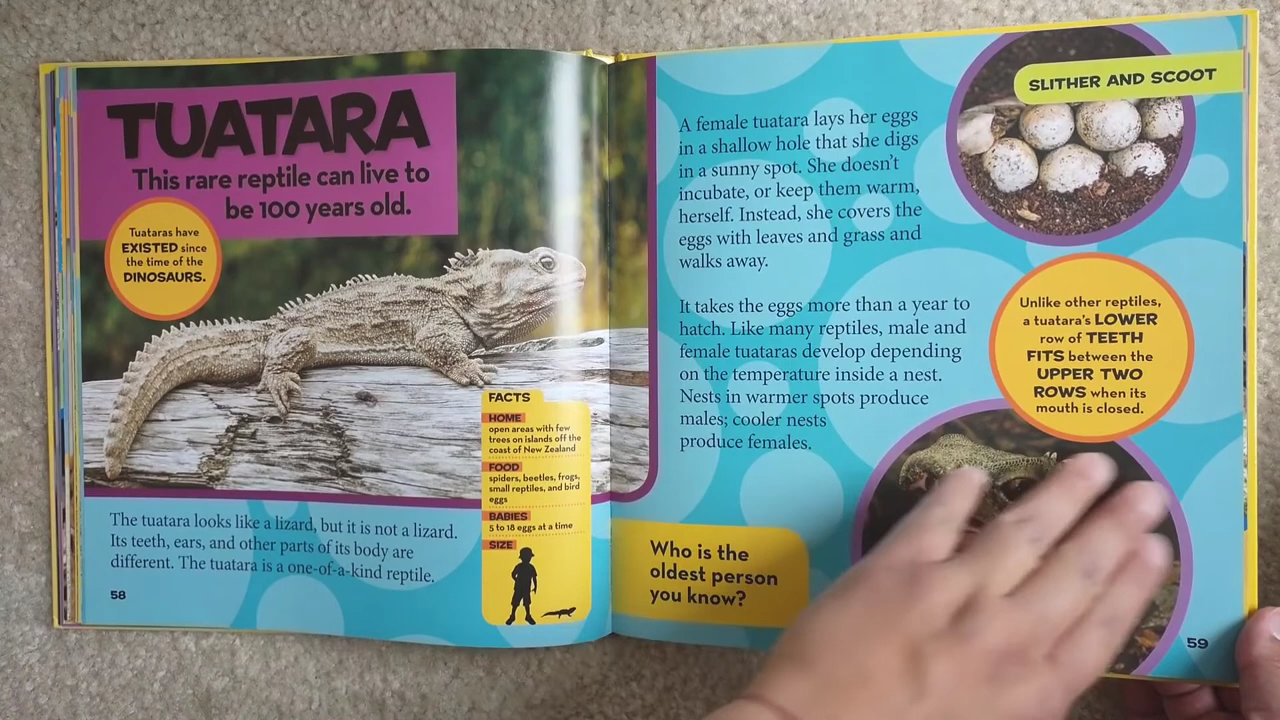 TUATARA
This rare reptile can live to
be 100 years old.
Tuataras have
EXISTED since
the time of the
DINOSAURS.
FACTS
HOME
open areas with few
trees on islands off the
coast of New Zealand
FOOD
spiders, beetles, frogs,
small reptiles, and bird
eggs
BABIES
5 to 18 eggs at a time
SIZE
The tuatara looks like a lizard, but it is not a lizard.
Its teeth, ears, and other parts of its body are
different. The tuatara is a one-of-a-kind reptile.
58
SLITHER AND SCOOT
A female tuatara lays her eggs
in a shallow hole that she digs
in a sunny spot. She doesn't
incubate, or keep them warm,
herself. Instead, she covers the
eggs with leaves and grass and
walks away.
It takes the eggs more than a year to
hatch. Like many reptiles, male and
female tuataras develop depending
on the temperature inside a nest.
Nests in warmer spots produce
males; cooler nests
produce females.
Unlike other reptiles,
a tuatara's LOWER
row of TEETH
FITS between the
UPPER TWO
ROWS when its
mouth is closed.
Who is the
oldest person
you know?
59